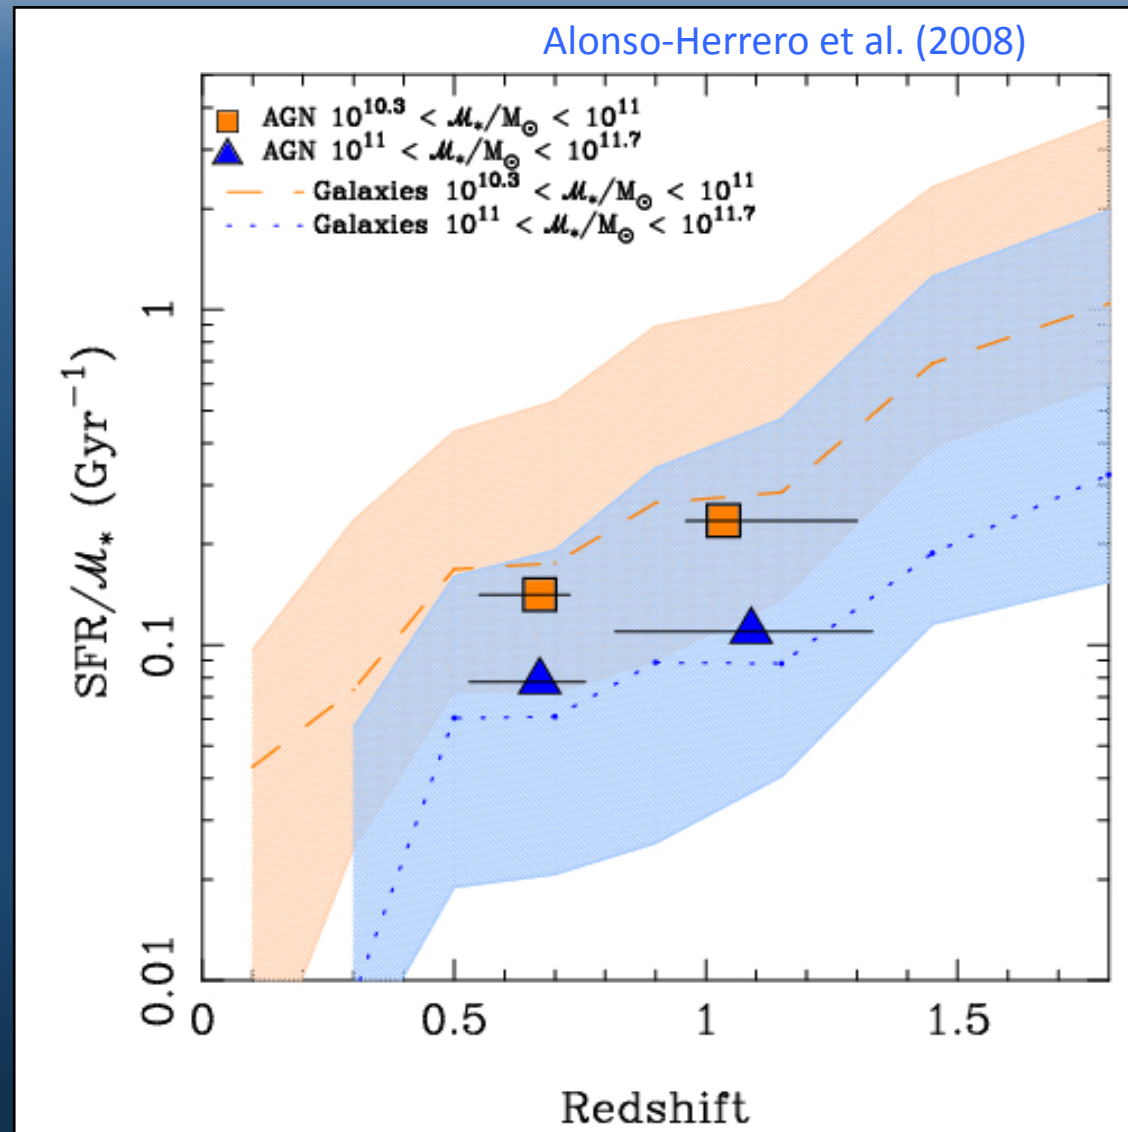 Alonso-Herrero et al. (2008)
AGN 10^10.3 < ℳ*/M⊙ < 10^11
AGN 10^11 < ℳ*/M⊙ < 10^11.7
Galaxies 10^10.3 < ℳ*/M⊙ < 10^11
Galaxies 10^11 < ℳ*/M⊙ < 10^11.7
SFR/ℳ* (Gyr^−1)
1
0.1
0.01
0 0.5 1 1.5
Redshift